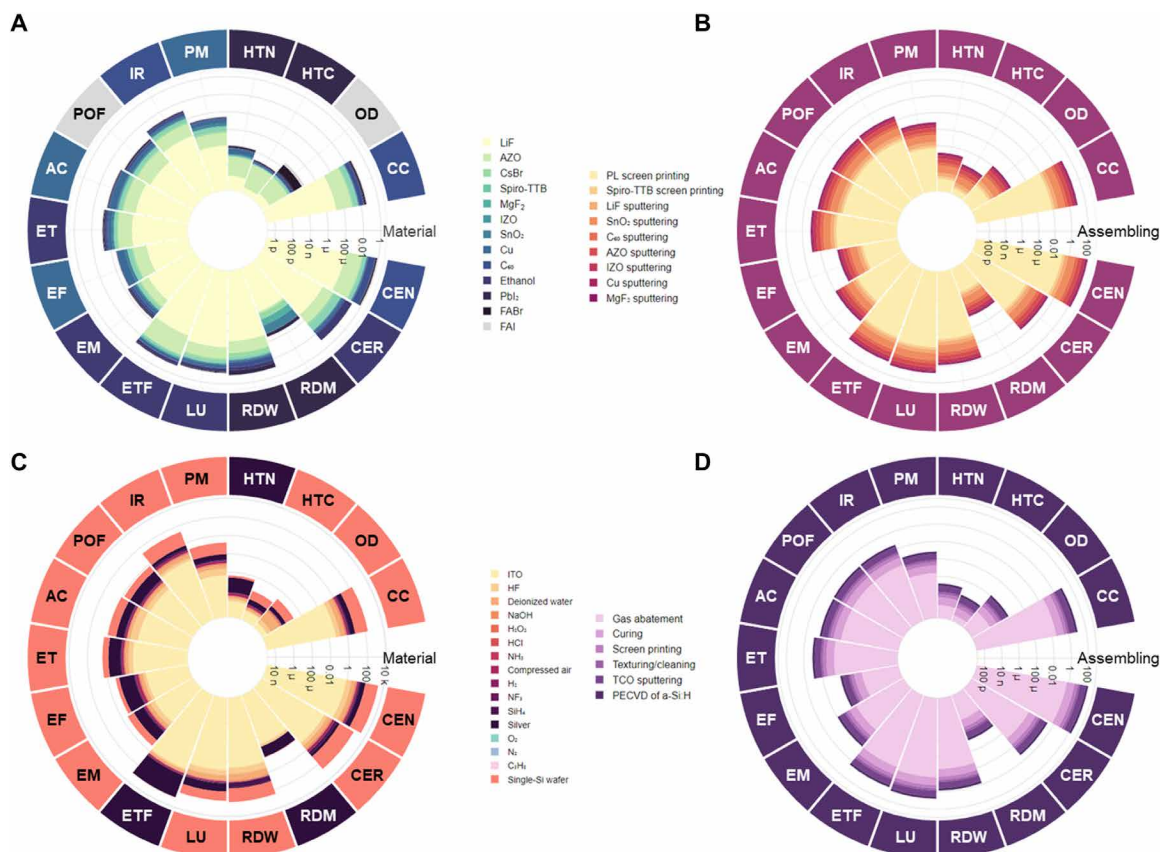 A
PM
HTN
HTC
OD
CC
CEN
CER
RDM
RDW
LU
ETF
EM
EF
ET
AC
POF
IR
Material
1 p
100 p
10 n
1 µ
100 µ
0.01
1
LiF
AZO
CsBr
Spiro-TTB
MgF₂
IZO
SnO₂
Cu
C₆₀
Ethanol
PbI₂
FABr
FAI
B
PM
HTN
HTC
OD
CC
CEN
CER
RDM
RDW
LU
ETF
EM
EF
ET
AC
POF
IR
Assembling
100 p
10 n
1 µ
100 µ
0.01
1
100
PL screen printing
Spiro-TTB screen printing
LiF sputtering
SnO₂ sputtering
C₆₀ sputtering
AZO sputtering
IZO sputtering
Cu sputtering
MgF₂ sputtering
C
PM
HTN
HTC
OD
CC
CEN
CER
RDM
RDW
LU
ETF
EM
EF
ET
AC
POF
IR
Material
10 n
1 µ
100 µ
0.01
1
100
10 k
ITO
HF
Deionized water
NaOH
H₂O₂
HCl
NH₃
Compressed air
H₂
NF₃
SiH₄
Silver
O₂
N₂
Single-Si wafer
D
PM
HTN
HTC
OD
CC
CEN
CER
RDM
RDW
LU
ETF
EM
EF
ET
AC
POF
IR
Assembling
100 p
10 n
1 µ
100 µ
0.01
1
100
Gas abatement
Curing
Screen printing
Texturing/cleaning
TCO sputtering
PECVD of a-Si:H